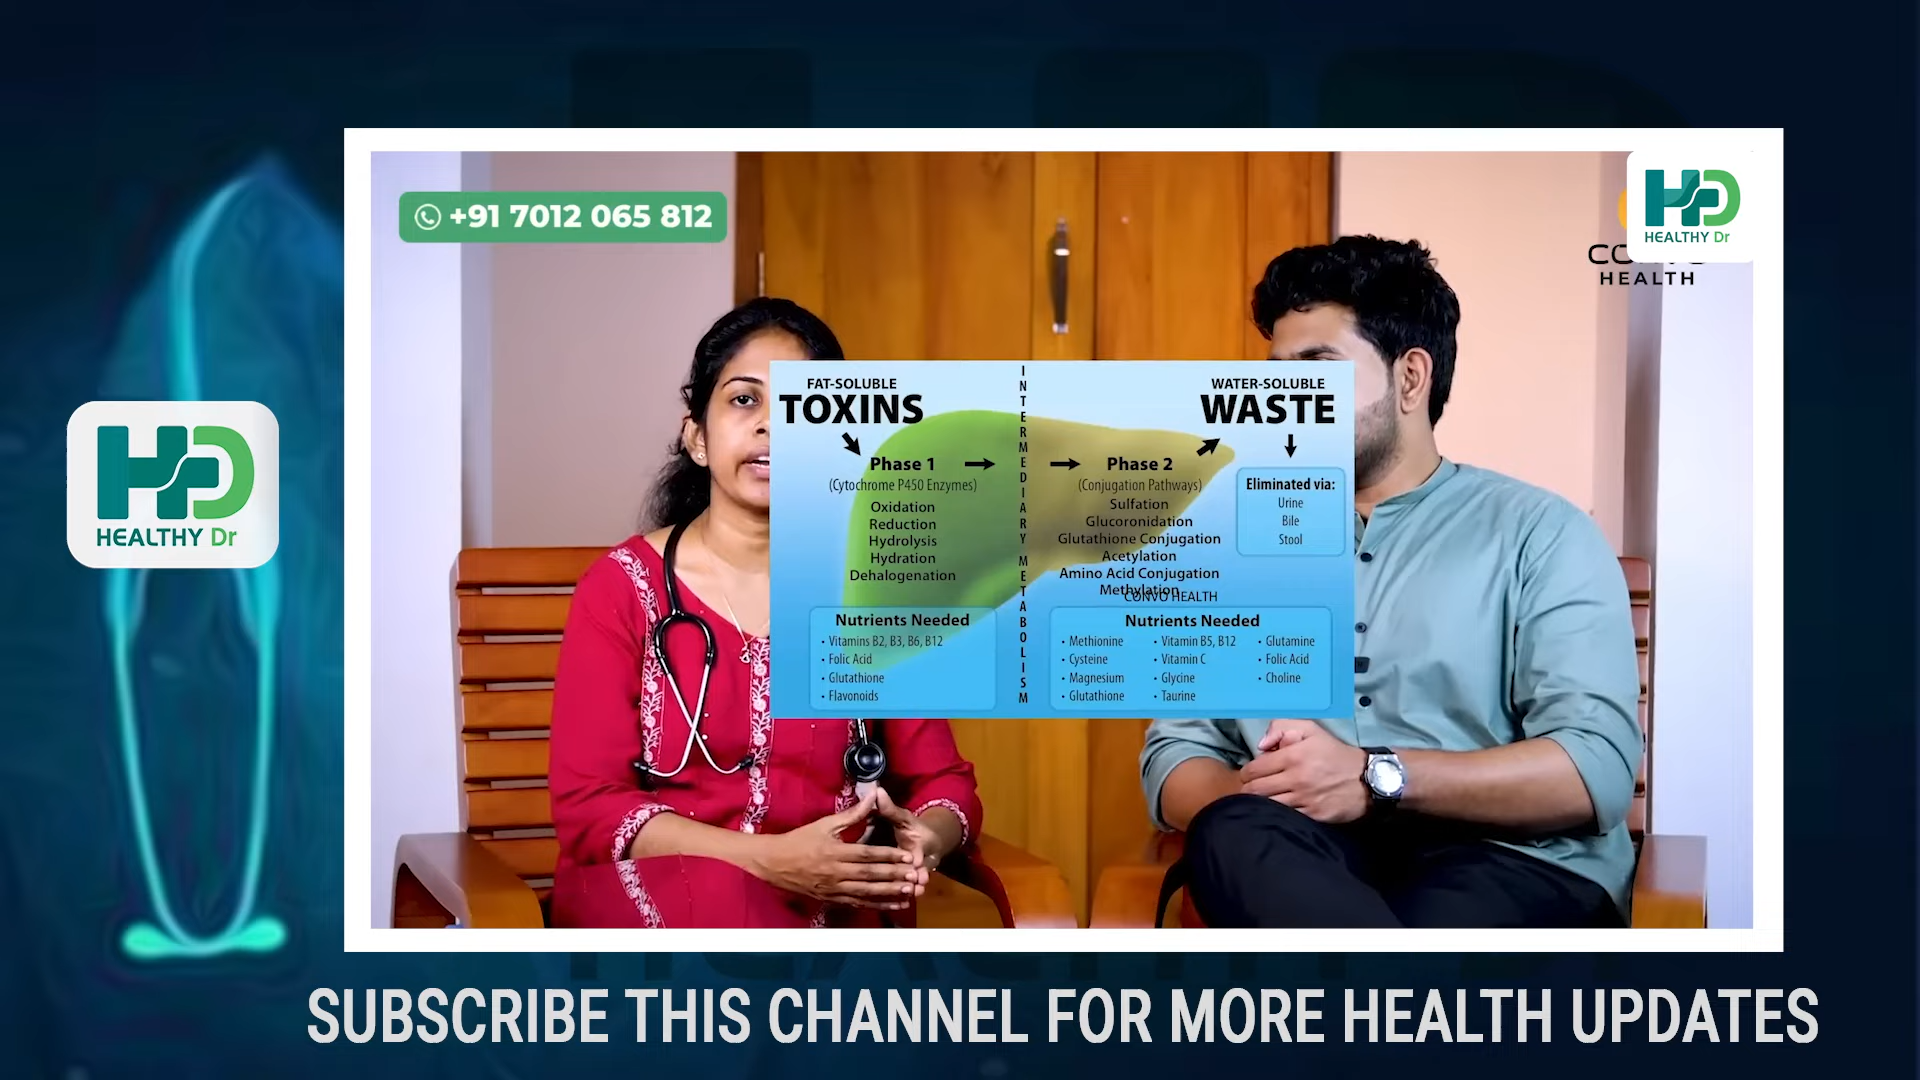 +91 7012 065 812
HEALTHY Dr
HEALTH
HEALTHY Dr
FAT-SOLUBLE
TOXINS
Phase 1
(Cytochrome P450 Enzymes)
Oxidation
Reduction
Hydrolysis
Hydration
Dehalogenation
Nutrients Needed
• Vitamins B2, B3, B6, B12
• Folic Acid
• Glutathione
• Flavonoids
INTERMEDIARY METABOLISM
Phase 2
(Conjugation Pathways)
Sulfation
Glucoronidation
Glutathione Conjugation
Acetylation
Amino Acid Conjugation
Methylation
CONVO HEALTH
Nutrients Needed
• Methionine
• Cysteine
• Magnesium
• Glutathione
• Vitamin B5, B12
• Vitamin C
• Glycine
• Taurine
• Glutamine
• Folic Acid
• Choline
WATER-SOLUBLE
WASTE
Eliminated via:
Urine
Bile
Stool
SUBSCRIBE THIS CHANNEL FOR MORE HEALTH UPDATES